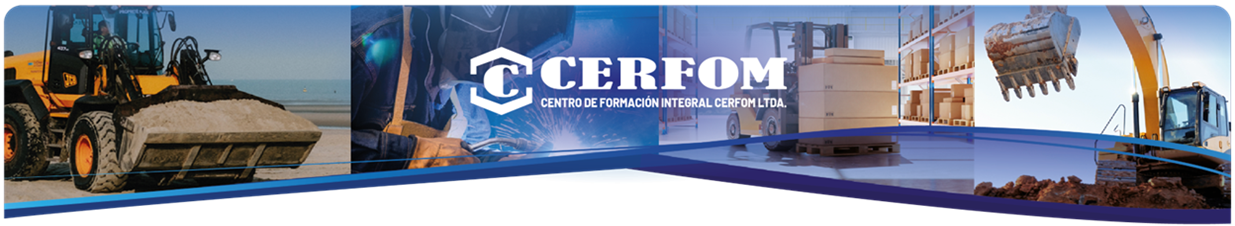 C CERFOM
CENTRO DE FORMACIÓN INTEGRAL CERFOM LTDA.